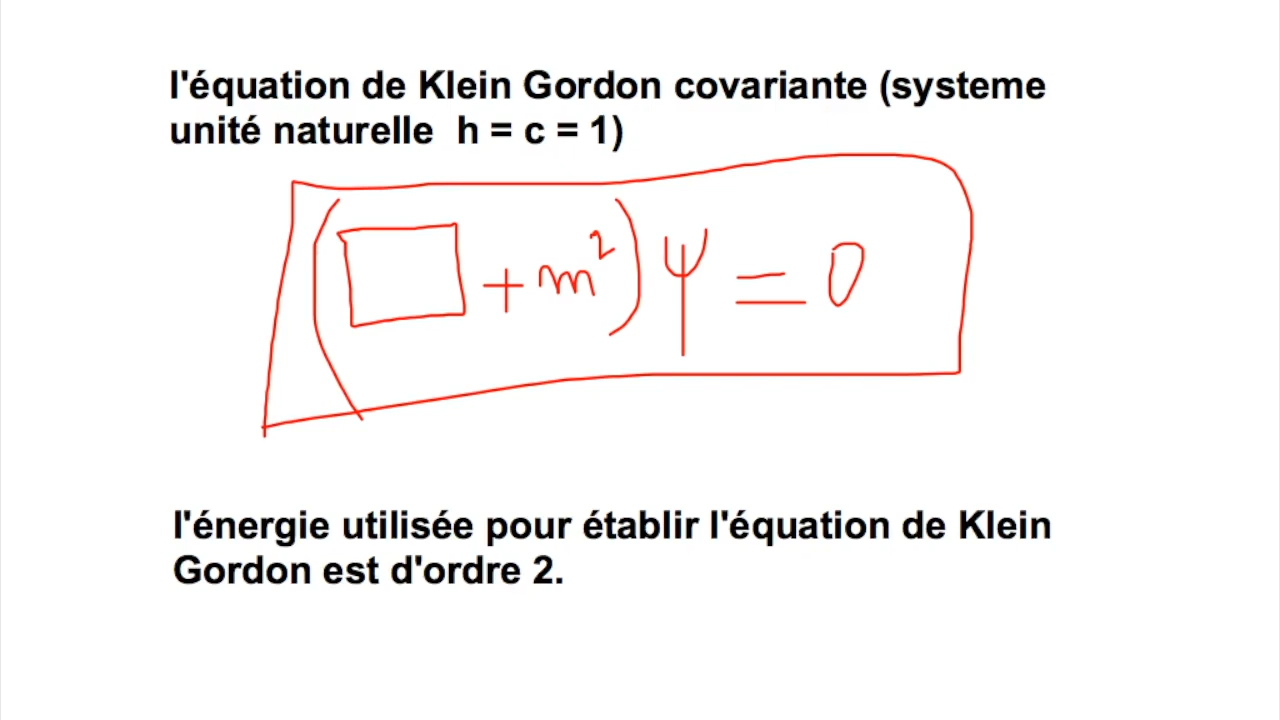 l'équation de Klein Gordon covariante (systeme
unité naturelle h = c = 1)
(□ + m²) ψ = 0
l'énergie utilisée pour établir l'équation de Klein
Gordon est d'ordre 2.